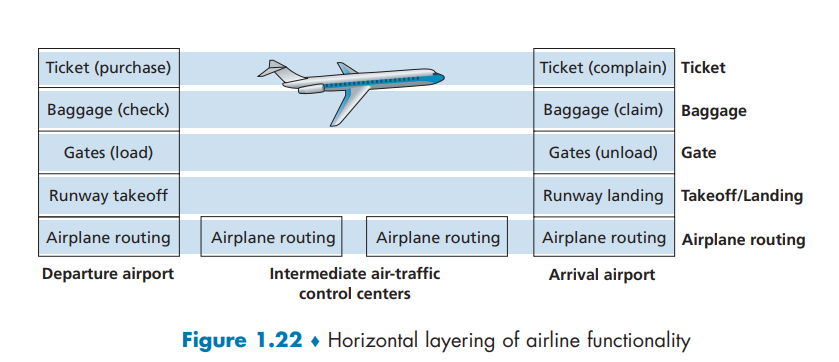 Ticket (purchase) Ticket (complain) Ticket
Baggage (check) Baggage (claim) Baggage
Gates (load) Gates (unload) Gate
Runway takeoff Runway landing Takeoff/Landing
Airplane routing Airplane routing Airplane routing Airplane routing Airplane routing
Departure airport Intermediate air-traffic Arrival airport
control centers
Figure 1.22 ♦ Horizontal layering of airline functionality